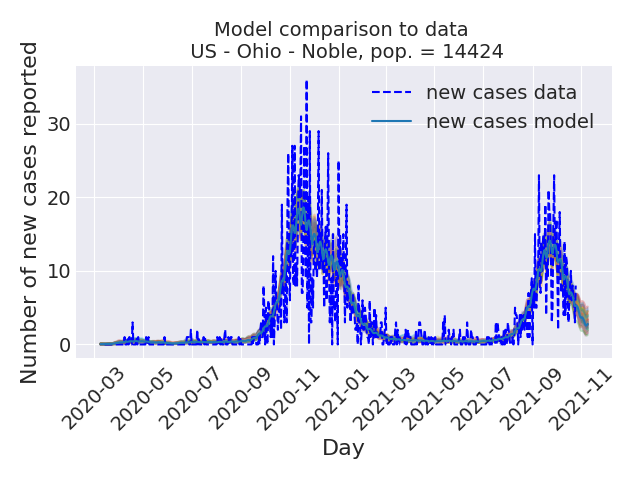 Model comparison to data
US - Ohio - Noble, pop. = 14424
Number of new cases reported
30
20
10
0
new cases data
new cases model
2020-03
2020-05
2020-07
2020-09
2020-11
2021-01
2021-03
2021-05
2021-07
2021-09
2021-11
Day